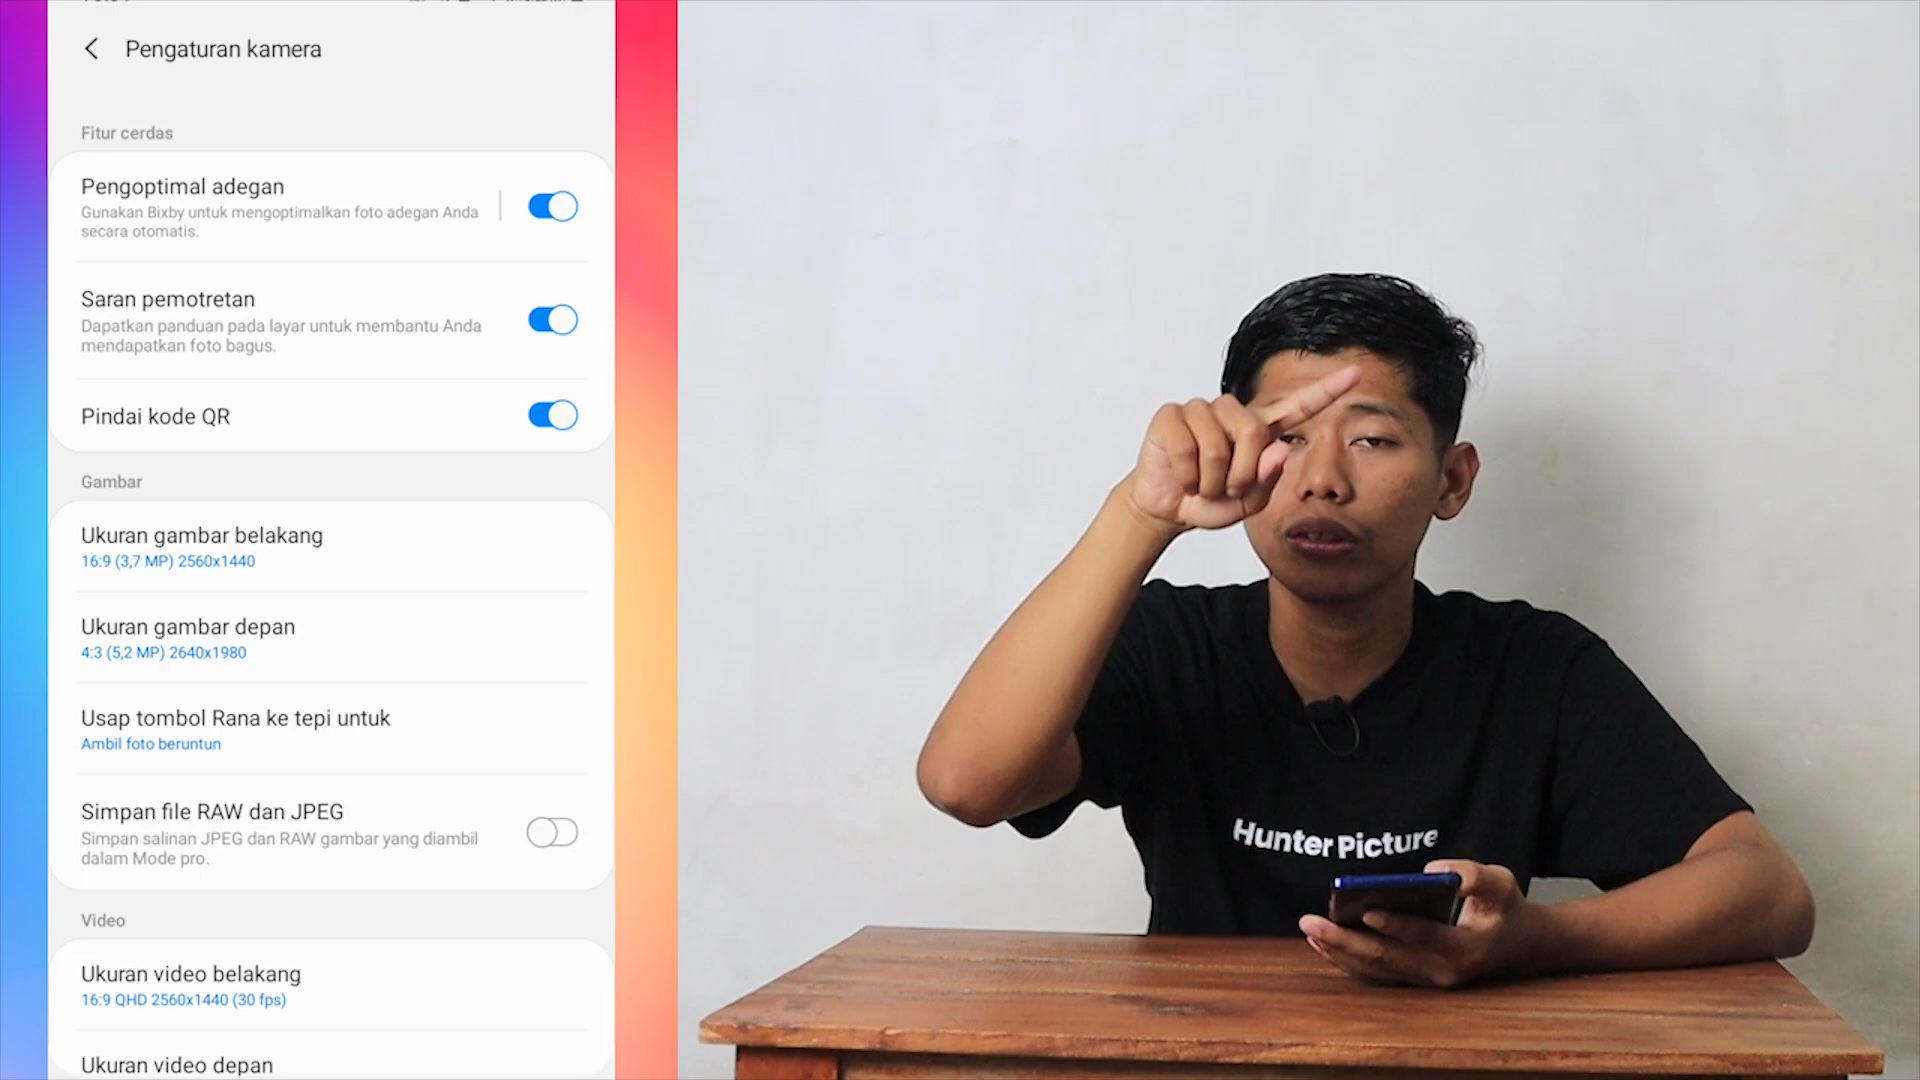 Pengaturan kamera
Fitur cerdas
Pengoptimal adegan
Gunakan Bixby untuk mengoptimalkan foto adegan Anda
secara otomatis.
Saran pemotretan
Dapatkan panduan pada layar untuk membantu Anda
mendapatkan foto bagus.
Pindai kode QR
Gambar
Ukuran gambar belakang
16:9 (3,7 MP) 2560x1440
Ukuran gambar depan
4:3 (5,2 MP) 2640x1980
Usap tombol Rana ke tepi untuk
Ambil foto beruntun
Simpan file RAW dan JPEG
Simpan salinan JPEG dan RAW gambar yang diambil
dalam Mode pro.
Video
Ukuran video belakang
16:9 QHD 2560x1440 (30 fps)
Ukuran video depan
Hunter Picture